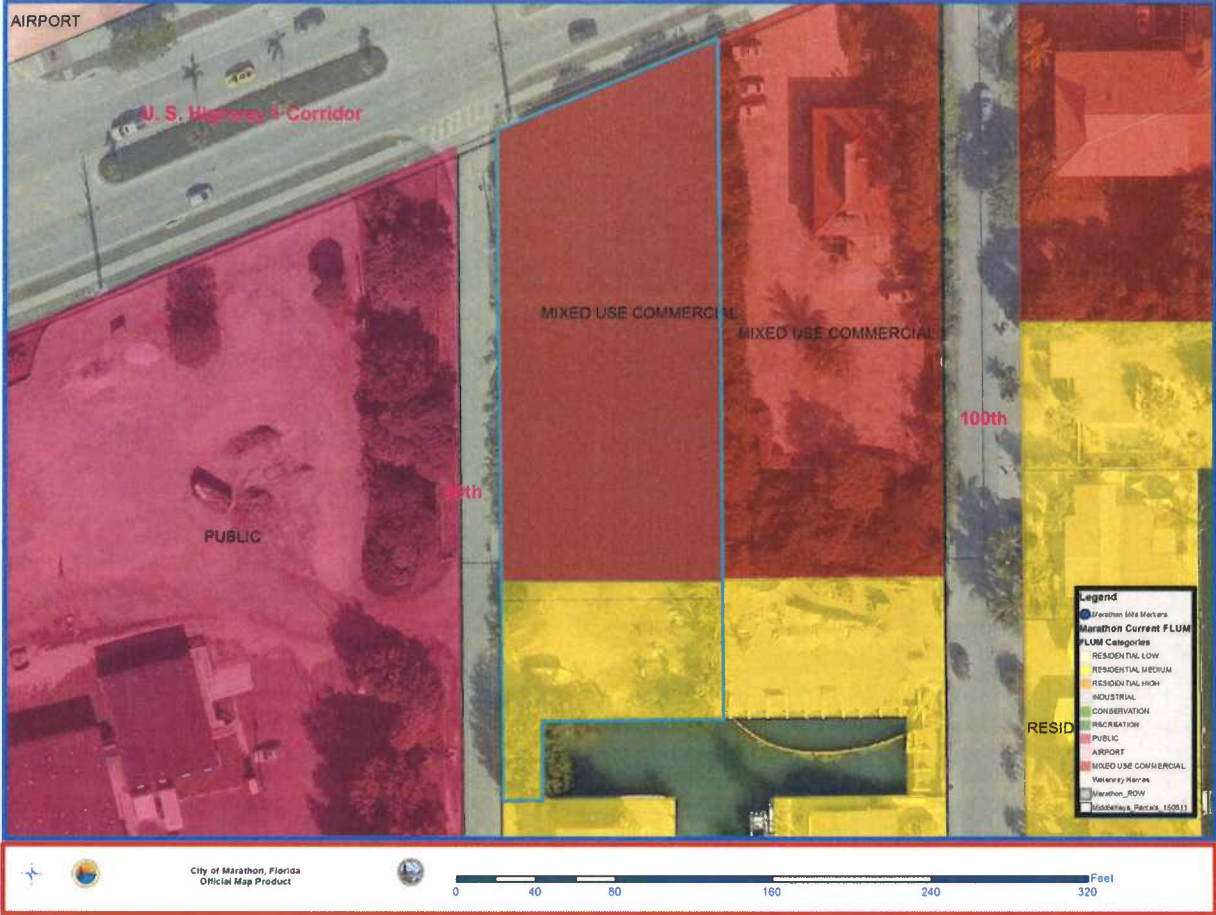 AIRPORT
U. S. Highway 1 Corridor
MIXED USE COMMERCIAL
MIXED USE COMMERCIAL
100th
PUBLIC
RESID
Legend
Marathon Mile Markers
Marathon Current FLUM
FLUM Categories
RESIDENTIAL LOW
RESIDENTIAL MEDIUM
RESIDENTIAL HIGH
INDUSTRIAL
CONSERVATION
RECREATION
PUBLIC
AIRPORT
MIXED USE COMMERCIAL
Waterway Names
Marathon_ROW
City of Marathon, Florida
Official Map Product
0 40 80 160 240 320
Feet